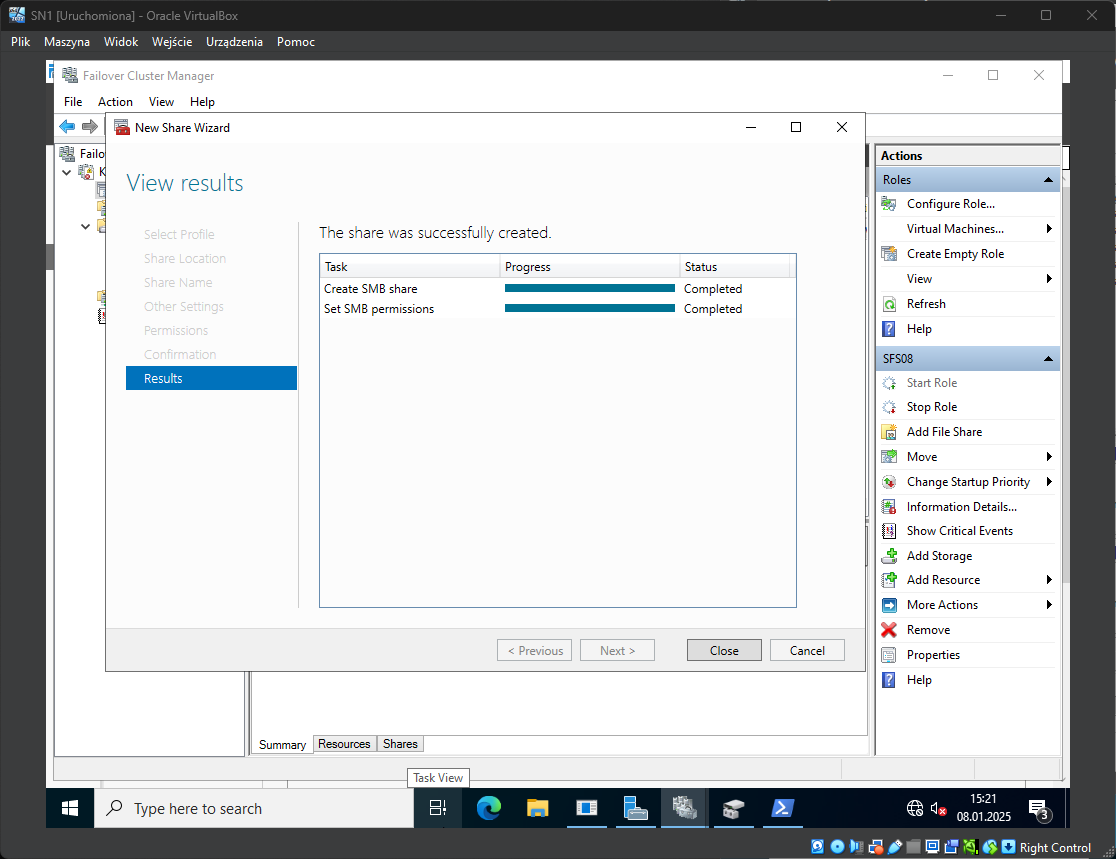 SN1 [Uruchomiona] - Oracle VirtualBox
Plik Maszyna Widok Wejście Urządzenia Pomoc
Failover Cluster Manager
File Action View Help
New Share Wizard
Failo
K
View results
Select Profile
Share Location
Share Name
Other Settings
Permissions
Confirmation
Results
The share was successfully created.
Task Progress Status
Create SMB share Completed
Set SMB permissions Completed
< Previous Next > Close Cancel
Summary Resources Shares
Actions
Roles
Configure Role...
Virtual Machines...
Create Empty Role
View
Refresh
Help
SFS08
Start Role
Stop Role
Add File Share
Move
Change Startup Priority
Information Details...
Show Critical Events
Add Storage
Add Resource
More Actions
Remove
Properties
Help
Task View
Type here to search
15:21
08.01.2025
3
Right Control